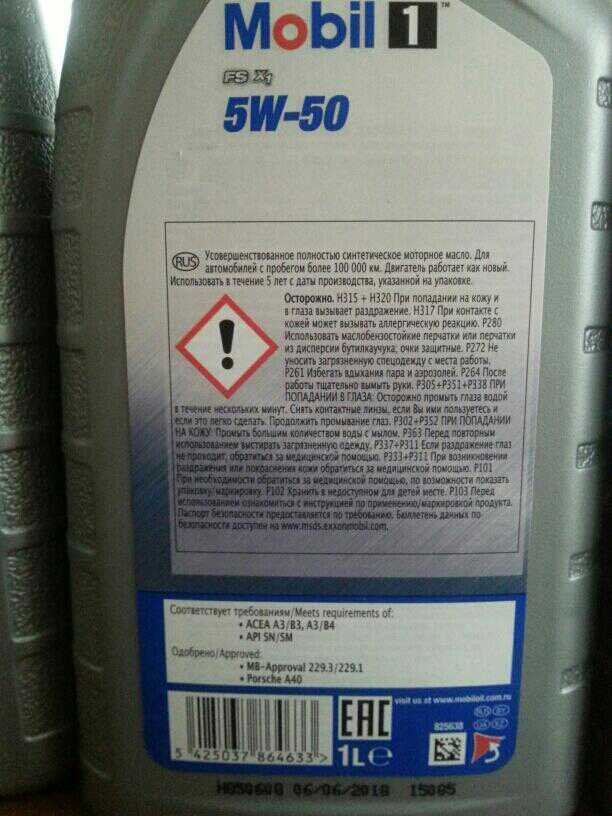 Mobil 1™
FS X1
5W-50
RUS Усовершенствованное полностью синтетическое моторное масло. Для
автомобилей с пробегом более 100 000 км. Двигатель работает как новый.
Использовать в течение 5 лет с даты производства, указанной на упаковке.
Осторожно. H315 + H320 При попадании на кожу и
в глаза вызывает раздражение. H317 При контакте с
кожей может вызывать аллергическую реакцию. P280
Использовать маслобензостойкие перчатки или перчатки
из дисперсии бутилкаучука; очки защитные. P272 Не
уносить загрязненную спецодежду с места работы.
P261 Избегать вдыхания пара и аэрозолей. P264 После
работы тщательно вымыть руки. P305+P351+P338 ПРИ
ПОПАДАНИИ В ГЛАЗА: Осторожно промыть глаза водой
в течение нескольких минут. Снять контактные линзы, если Вы ими пользуетесь и
если это легко сделать. Продолжить промывание глаз. P302+P352 ПРИ ПОПАДАНИИ
НА КОЖУ: Промыть большим количеством воды с мылом. P363 Перед повторным
использованием выстирать загрязненную одежду. P337+P311 Если раздражение глаз
не проходит, обратиться за медицинской помощью. P333+P311 При возникновении
раздражения или покраснения кожи обратиться за медицинской помощью. P101
При необходимости обратиться за медицинской помощью, по возможности показать
упаковку/маркировку. P102 Хранить в недоступном для детей месте. P103 Перед
использованием ознакомиться с инструкцией по применению/маркировкой продукта.
Паспорт безопасности предоставляется по требованию. Бюллетень данных по
безопасности доступен на www.msds.exxonmobil.com.
Соответствует требованиям/Meets requirements of:
• ACEA A3/B3, A3/B4
• API SN/SM
Одобрено/Approved:
• MB-Approval 229.3/229.1
• Porsche A40
visit us at www.mobiloil.com.ru
RUS BY
UA KZ
825638
EAC
1L℮
5 425037 864633 >
H050608 06/06/2018 15085